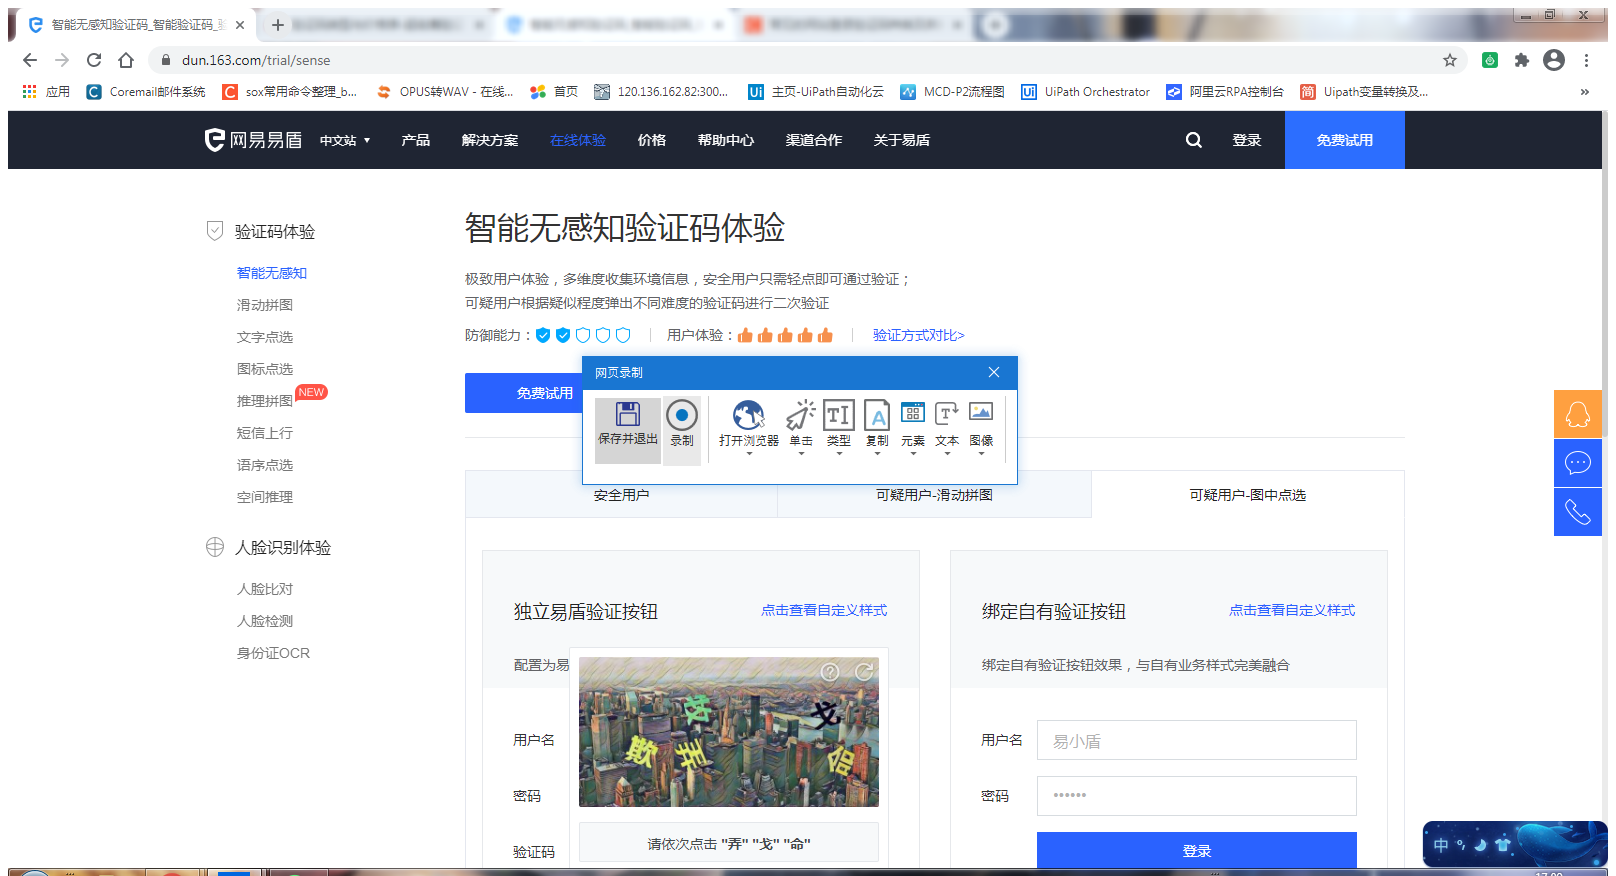 智能无感知验证码_智能验证码_
dun.163.com/trial/sense
应用 Coremail邮件系统 sox常用命令整理_b... OPUS转WAV - 在线... 首页 120.136.162.82:300... 主页-UiPath自动化云 MCD-P2流程图 UiPath Orchestrator 阿里云RPA控制台 Uipath变量转换及...
网易易盾 中文站 产品 解决方案 在线体验 价格 帮助中心 渠道合作 关于易盾 登录 免费试用
验证码体验
智能无感知
滑动拼图
文字点选
图标点选
推理拼图 NEW
短信上行
语序点选
空间推理
人脸识别体验
人脸比对
人脸检测
身份证OCR
智能无感知验证码体验
极致用户体验，多维度收集环境信息，安全用户只需轻点即可通过验证；
可疑用户根据疑似程度弹出不同难度的验证码进行二次验证
防御能力： 用户体验： 验证方式对比>
免费试用
网页录制
保存并退出 录制 打开浏览器 单击 类型 复制 元素 文本 图像
安全用户 可疑用户-滑动拼图 可疑用户-图中点选
独立易盾验证按钮 点击查看自定义样式
配置为易
用户名
密码
验证码
戈
欺 弄
请依次点击 "弄" "戈" "命"
绑定自有验证按钮 点击查看自定义样式
绑定自有验证按钮效果，与自有业务样式完美融合
用户名 易小盾
密码 ••••••
登录
中